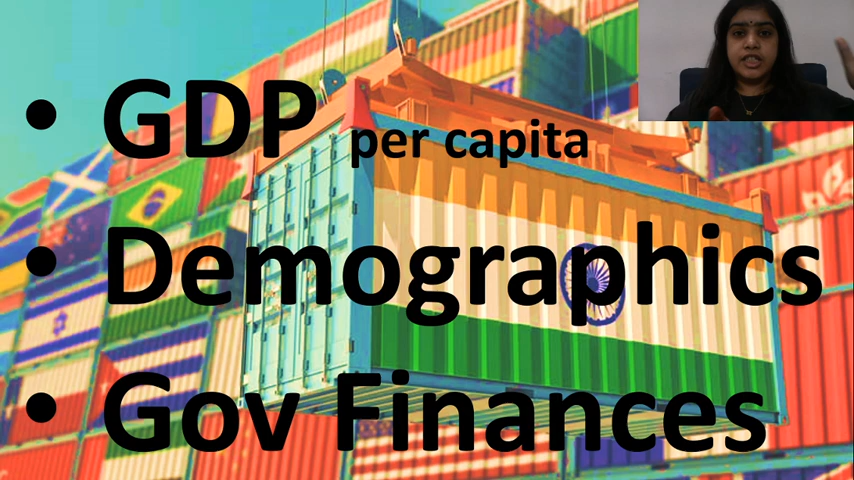 • GDP per capita
• Demographics
• Gov Finances